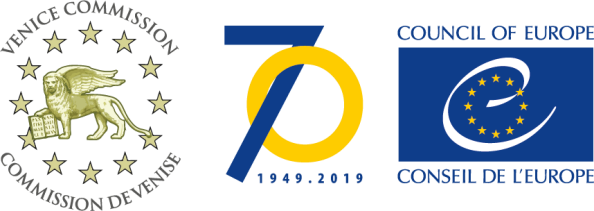 VENICE COMMISSION
COMMISSION DE VENISE
70
1949.2019
COUNCIL OF EUROPE
CONSEIL DE L'EUROPE